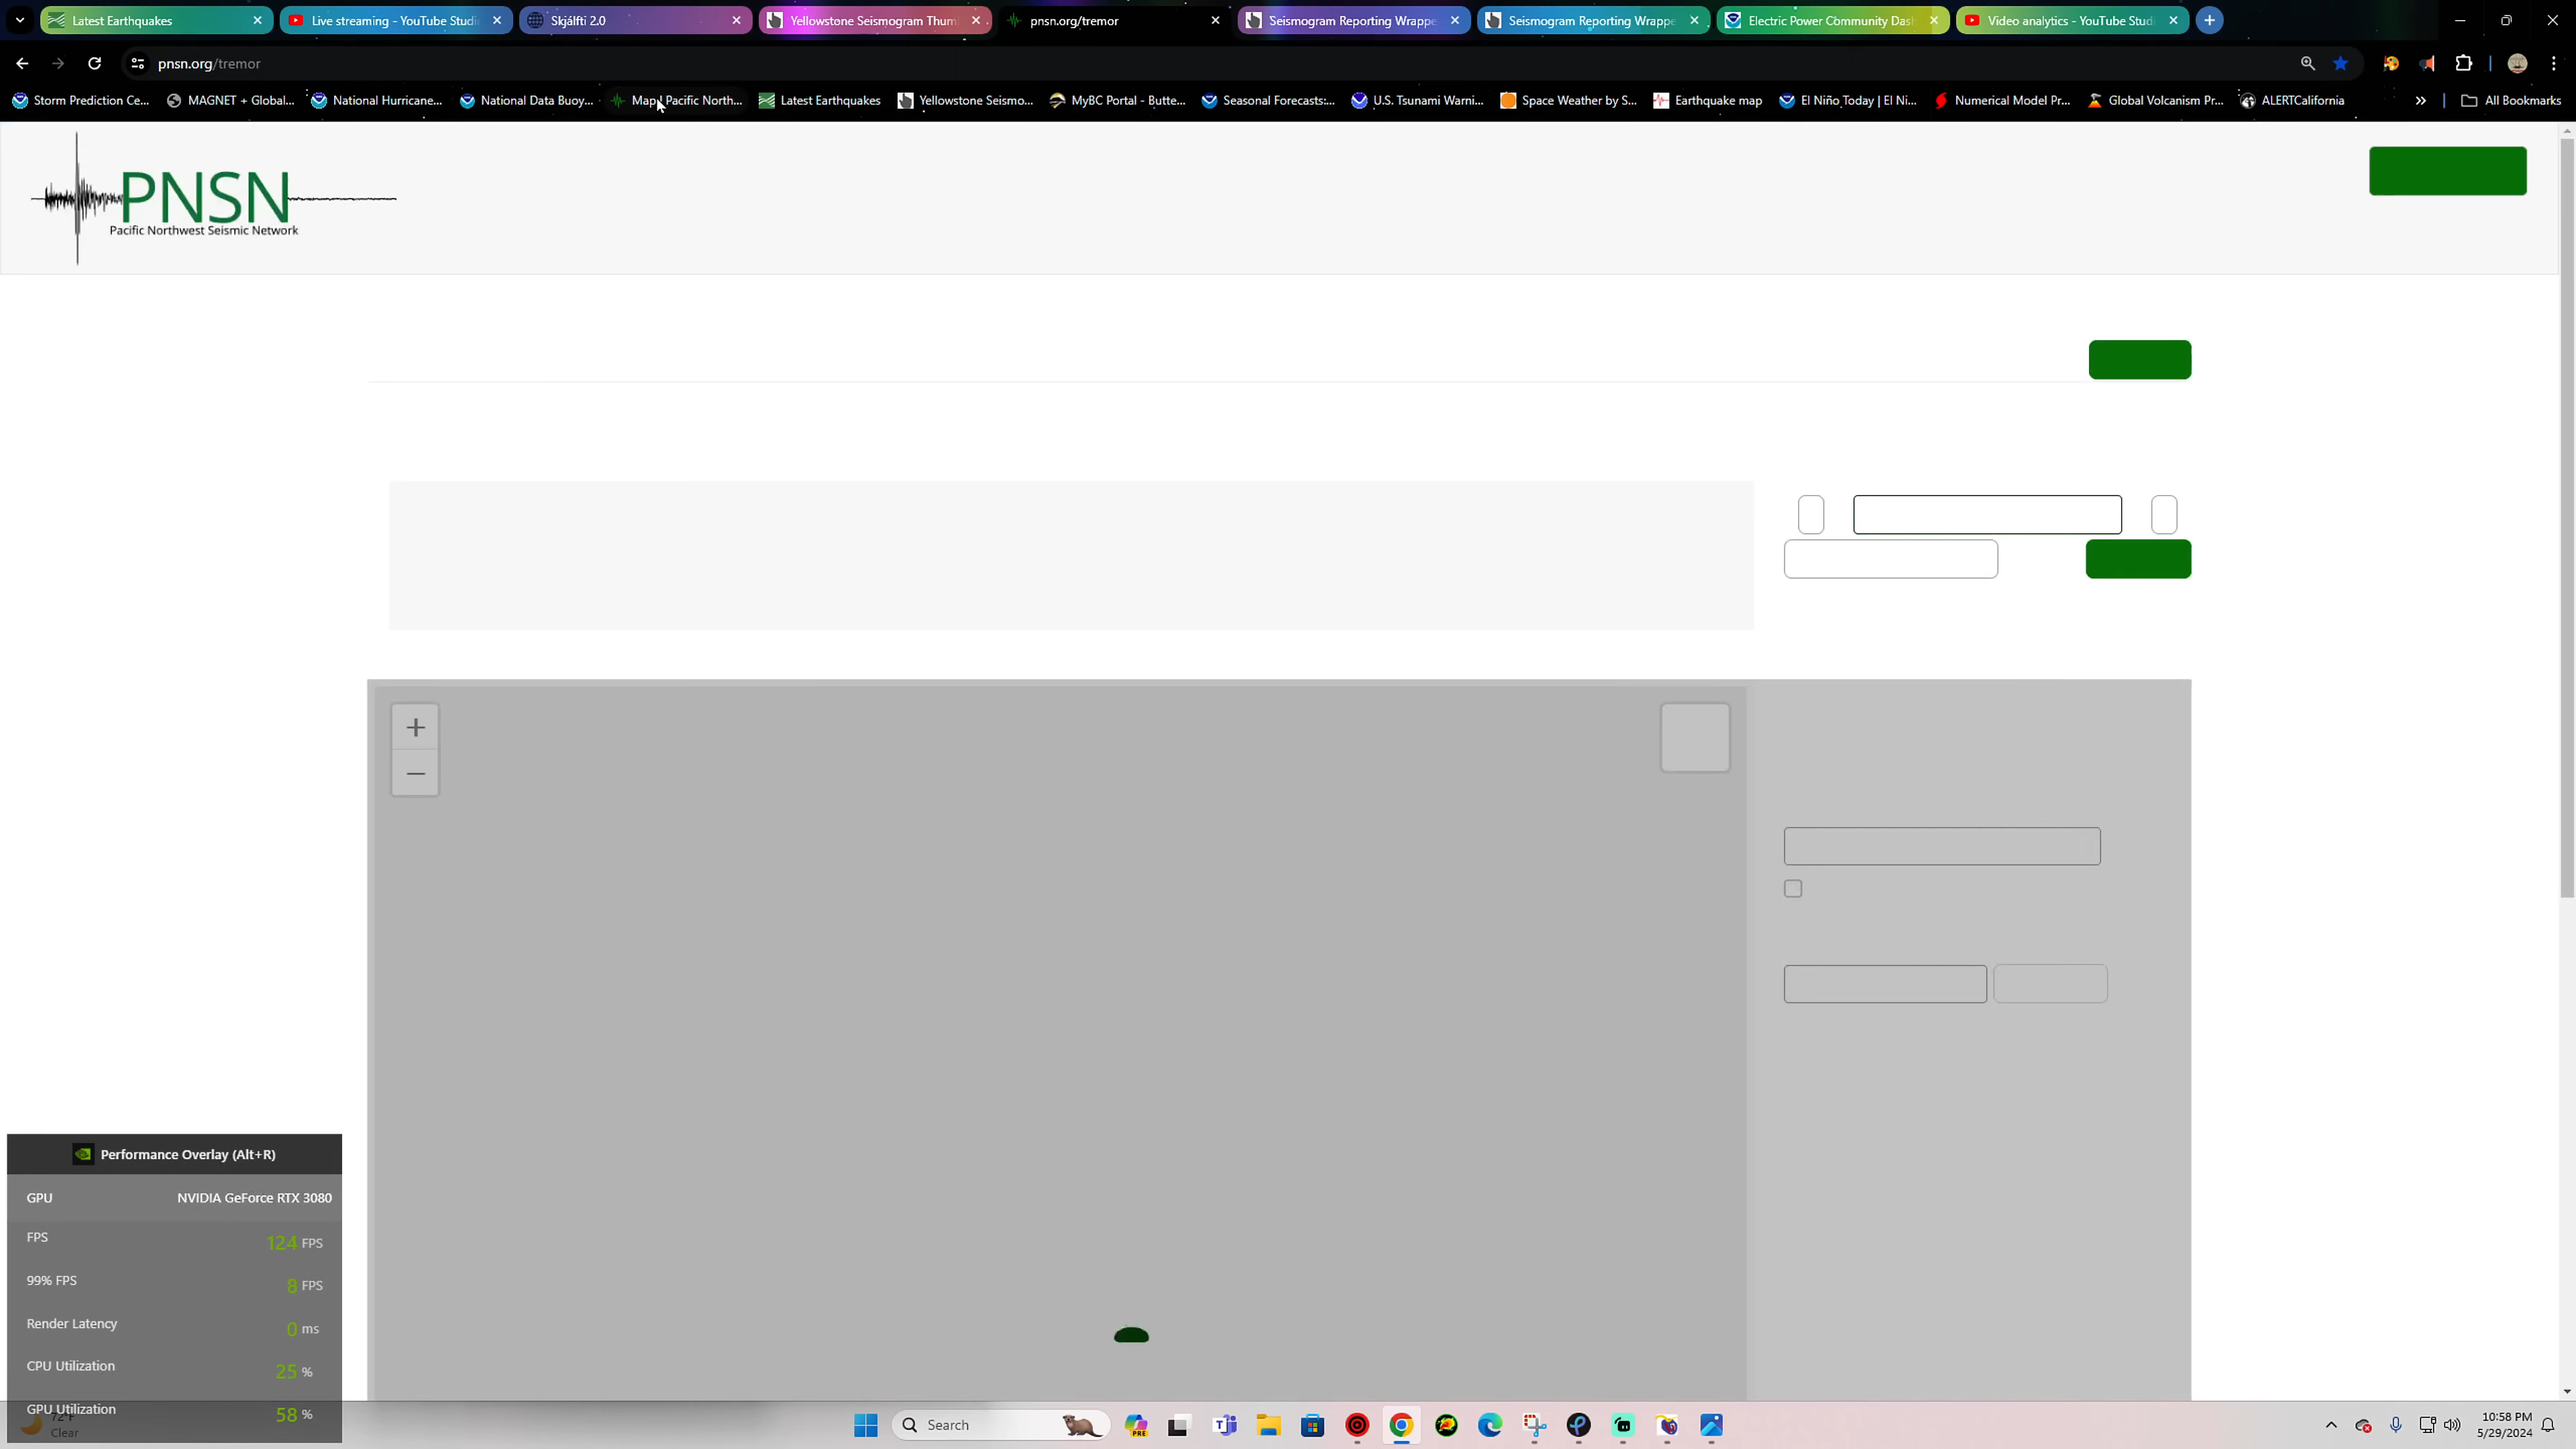 Latest Earthquakes
Live streaming - YouTube Studi
Skjálfti 2.0
Yellowstone Seismogram Thum
pnsn.org/tremor
Seismogram Reporting Wrappe
Seismogram Reporting Wrappe
Electric Power Community Das
Video analytics - YouTube Studi
pnsn.org/tremor
Storm Prediction Ce...
MAGNET + Global...
National Hurricane...
National Data Buoy...
Map | Pacific North...
Latest Earthquakes
Yellowstone Seismo...
MyBC Portal - Butte...
Seasonal Forecasts:...
U.S. Tsunami Warni...
Space Weather by S...
Earthquake map
El Niño Today | El Ni...
Numerical Model Pr...
Global Volcanism Pr...
ALERTCalifornia
All Bookmarks
PNSN
Pacific Northwest Seismic Network
+
−
Performance Overlay (Alt+R)
GPU NVIDIA GeForce RTX 3080
FPS 124 FPS
99% FPS 8 FPS
Render Latency 0 ms
CPU Utilization 25 %
GPU Utilization 58 %
72°F
Clear
Search
PRE
10:58 PM
5/29/2024